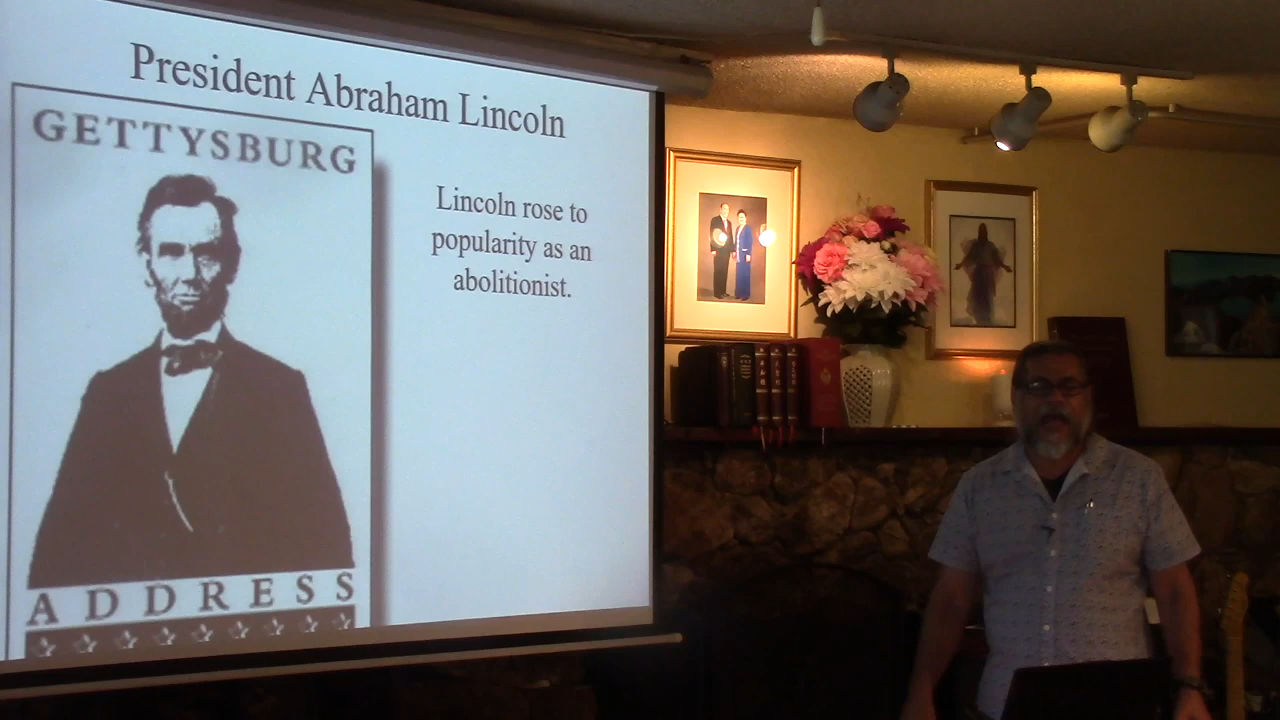 President Abraham Lincoln
GETTYSBURG
Lincoln rose to
popularity as an
abolitionist.
ADDRESS